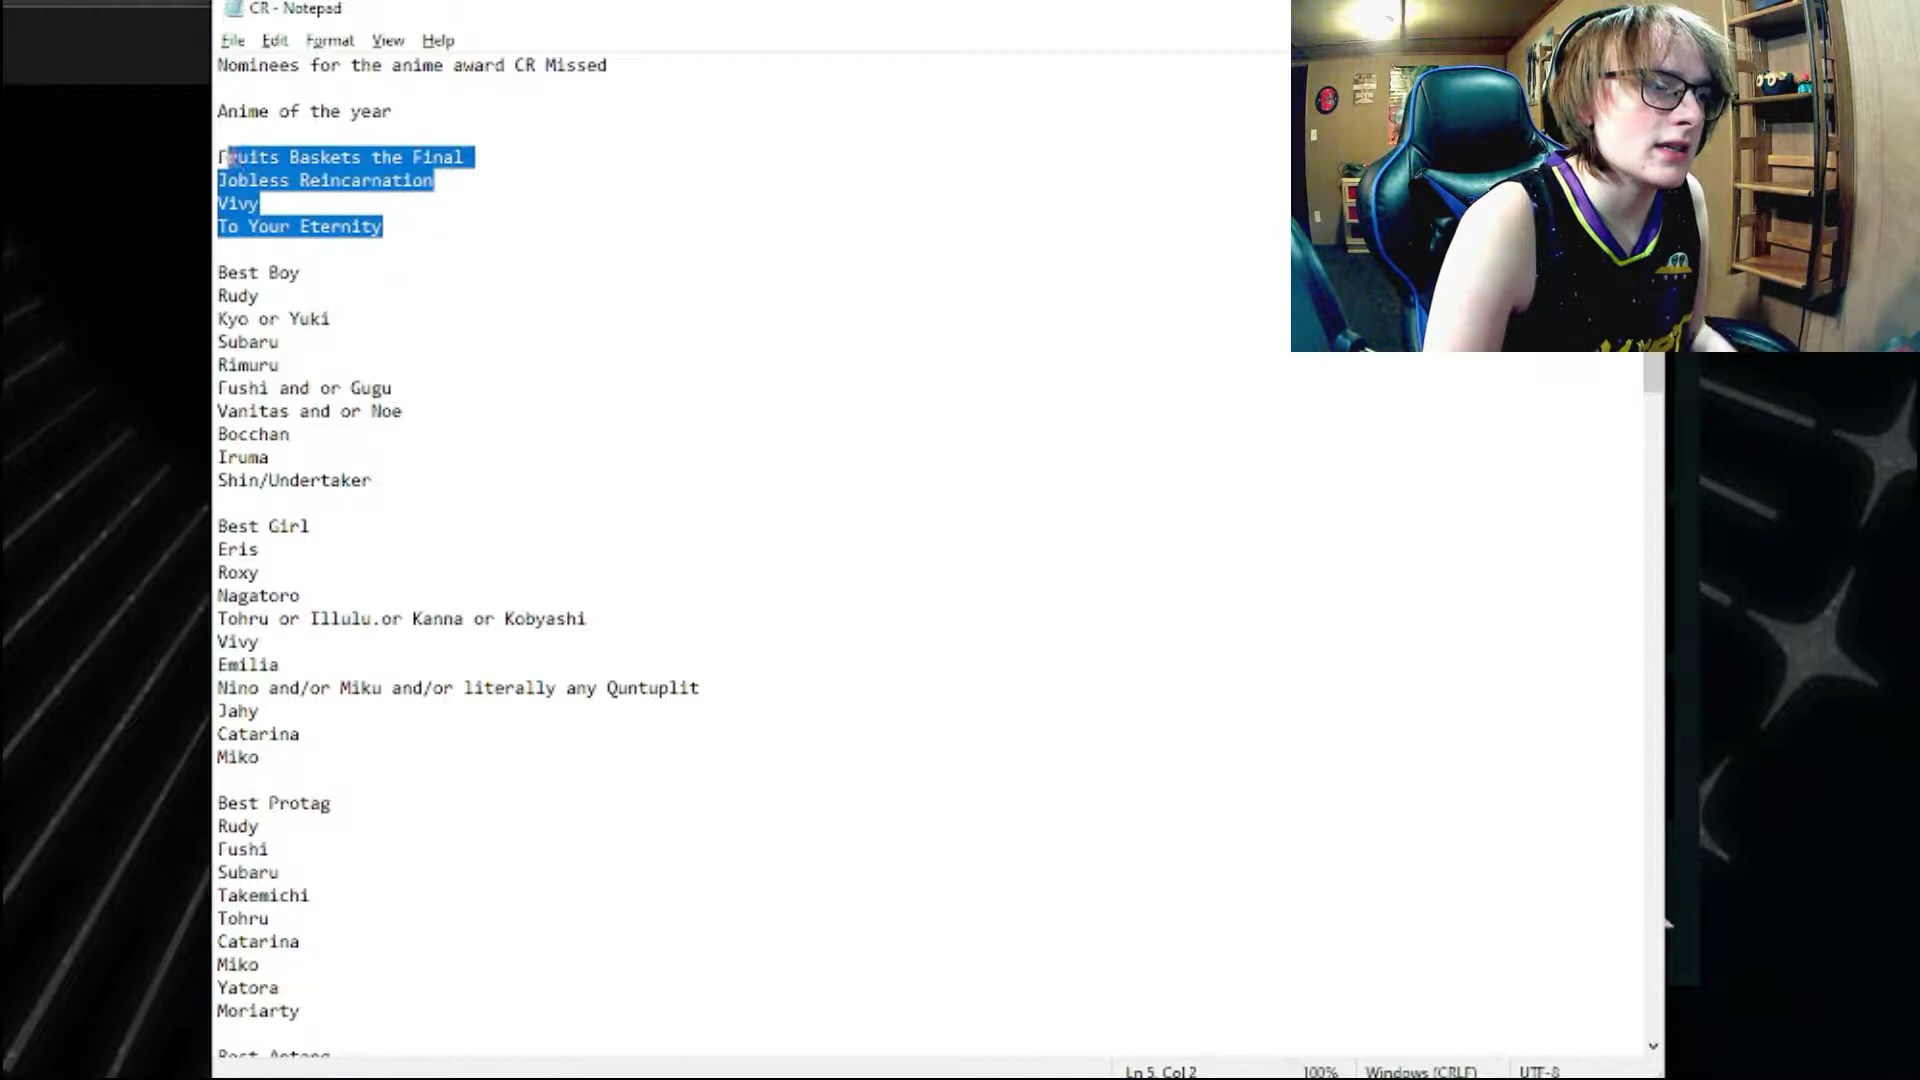 CR - Notepad
File Edit Format View Help
Nominees for the anime award CR Missed
Anime of the year
Fruits Baskets the Final
Jobless Reincarnation
Vivy
To Your Eternity
Best Boy
Rudy
Kyo or Yuki
Subaru
Rimuru
Fushi and or Gugu
Vanitas and or Noe
Bocchan
Iruma
Shin/Undertaker
Best Girl
Eris
Roxy
Nagatoro
Tohru or Illulu.or Kanna or Kobyashi
Vivy
Emilia
Nino and/or Miku and/or literally any Quntuplit
Jahy
Catarina
Miko
Best Protag
Rudy
Fushi
Subaru
Takemichi
Tohru
Catarina
Miko
Yatora
Moriarty
Best Antang
Ln 5, Col 2 100% Windows (CRLF) UTF-8